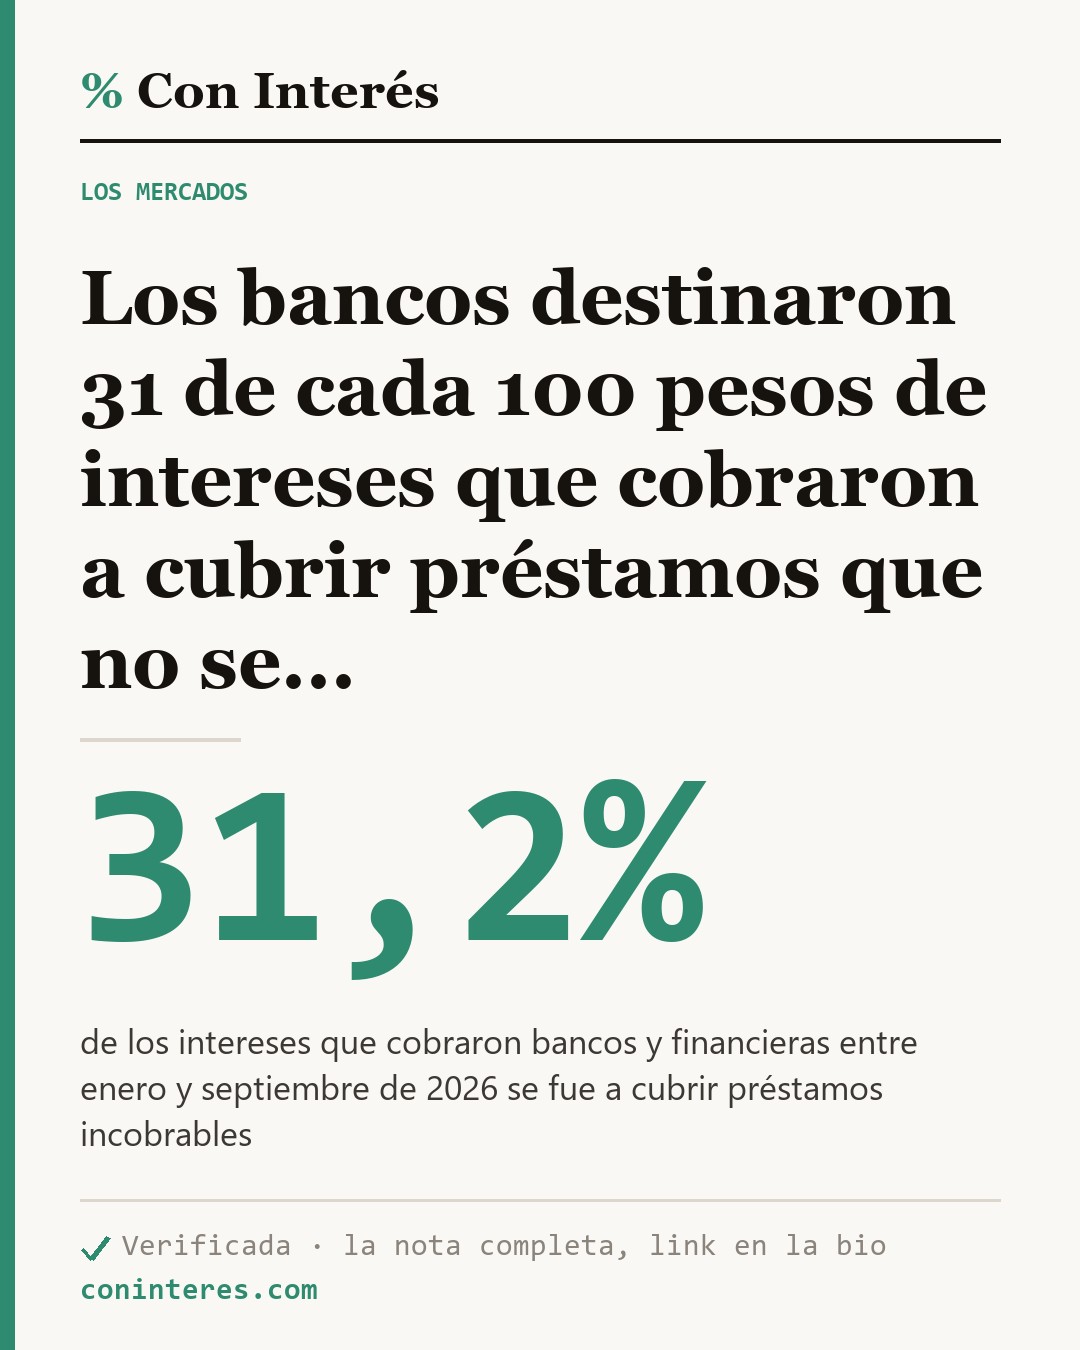 % Con Interés
LOS MERCADOS
Los bancos destinaron
31 de cada 100 pesos de
intereses que cobraron
a cubrir préstamos que
no se...
31,2%
de los intereses que cobraron bancos y financieras entre
enero y septiembre de 2026 se fue a cubrir préstamos
incobrables
✓ Verificada · la nota completa, link en la bio
coninteres.com